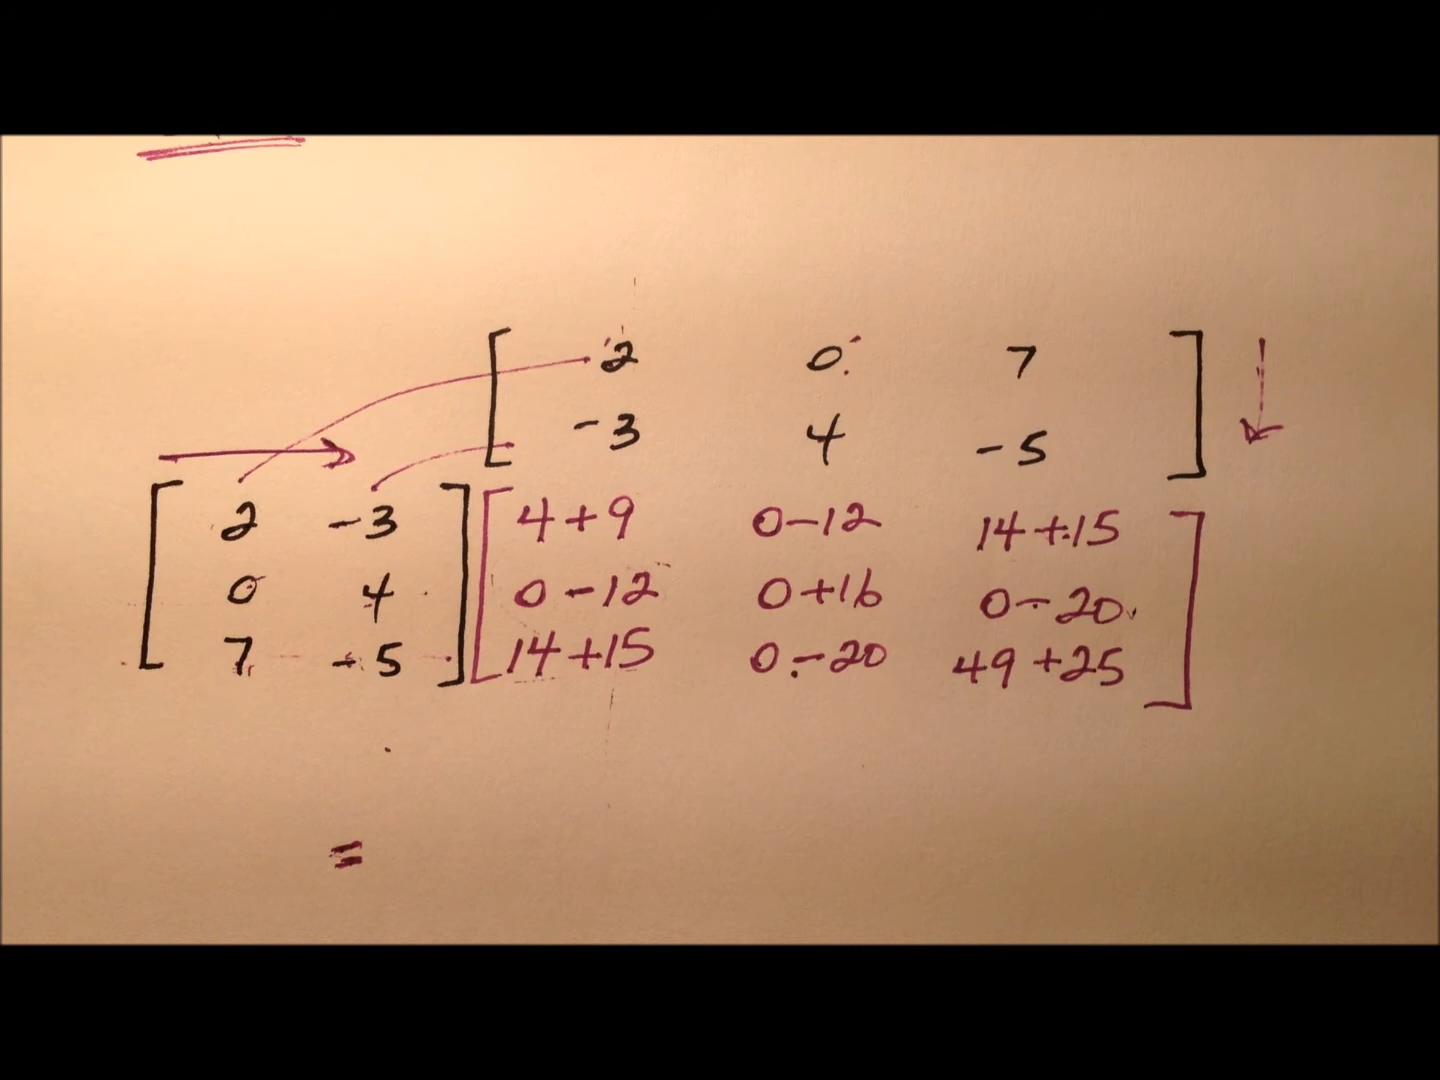 [ 2 0 7 ]
[ -3 4 -5 ]
[ 2 -3 ] [ 4+9 0-12 14+15 ]
[ 0 4 ] [ 0-12 0+16 0-20 ]
[ 7 -5 ] [ 14+15 0-20 49+25 ]
=